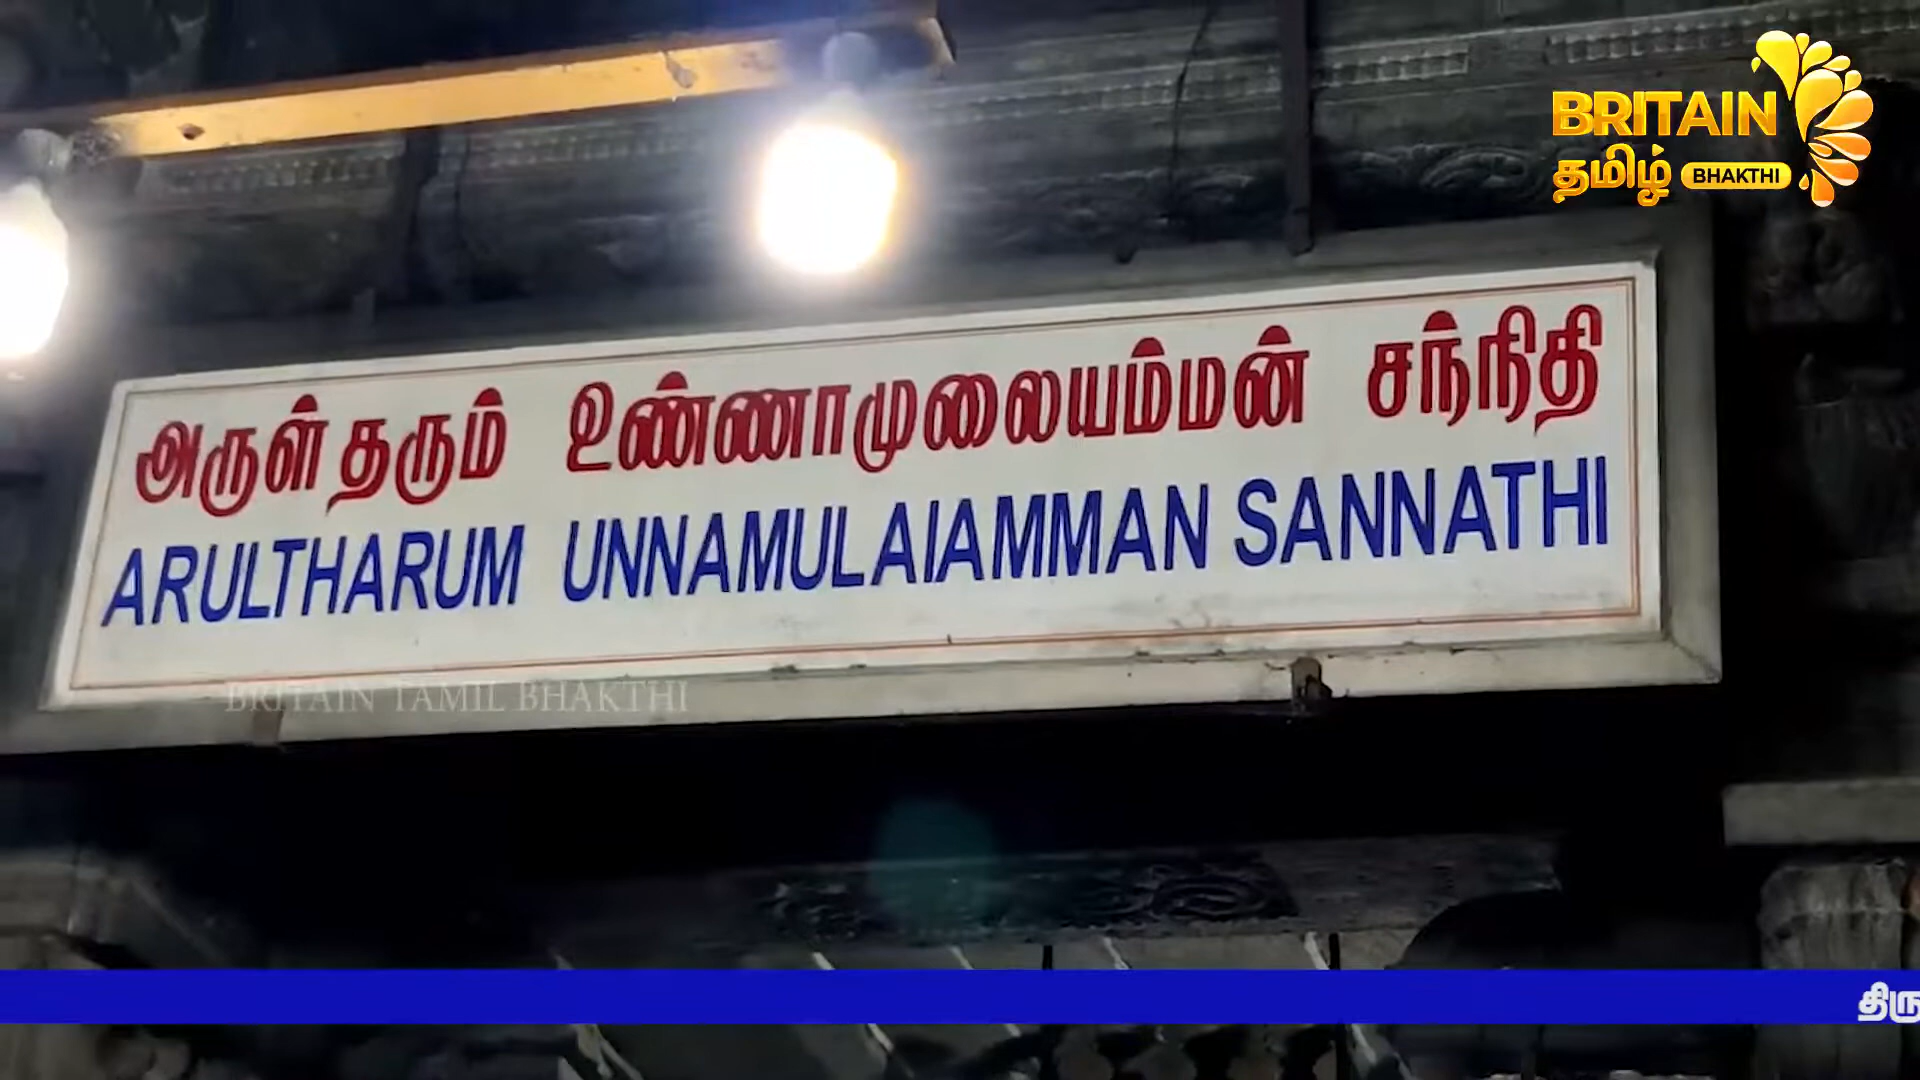 BRITAIN
தமிழ் BHAKTHI
அருள்தரும் உண்ணாமுலையம்மன் சந்நிதி
ARULTHARUM UNNAMULAIAMMAN SANNATHI
BRITAIN TAMIL BHAKTHI
திரு